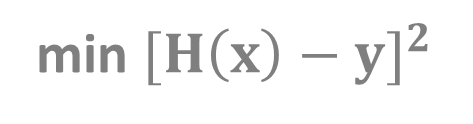 min [H(x) − y]²